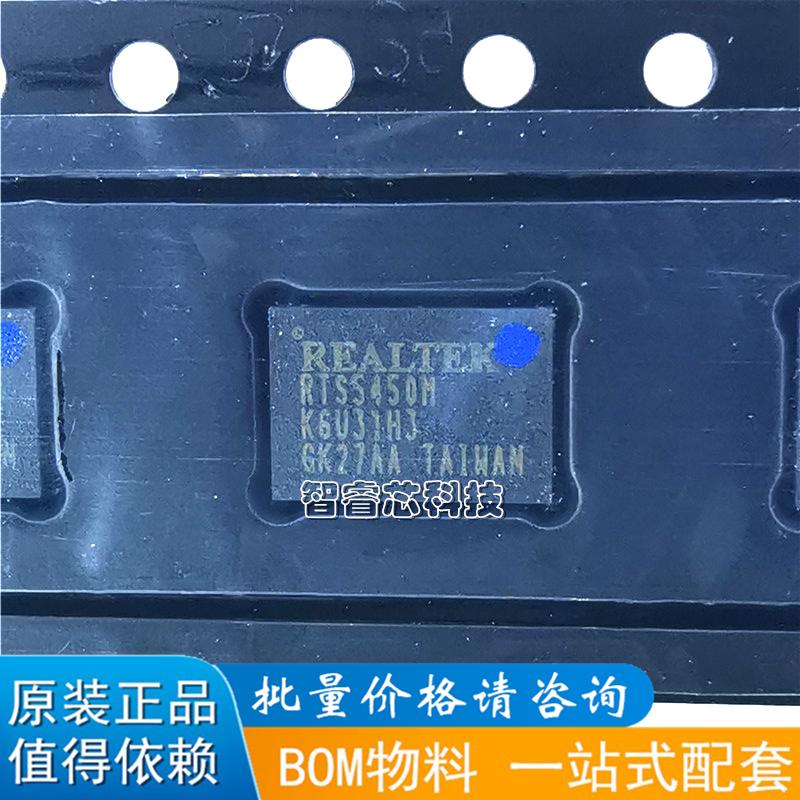 REALTEK
RTS5450M
K6U31H3
GK27AA TAIWAN
智睿芯科技
原装正品
值得依赖
批量价格请咨询
BOM物料 一站式配套